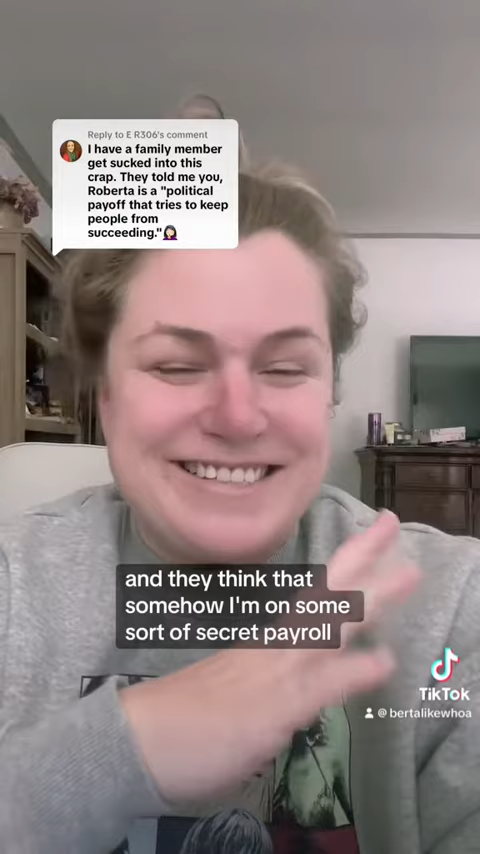 Reply to E R306's comment
I have a family member
get sucked into this
crap. They told me you,
Roberta is a "political
payoff that tries to keep
people from
succeeding."🤦🏻‍♀️
and they think that
somehow I'm on some
sort of secret payroll
TikTok
@ bertalikewhoa